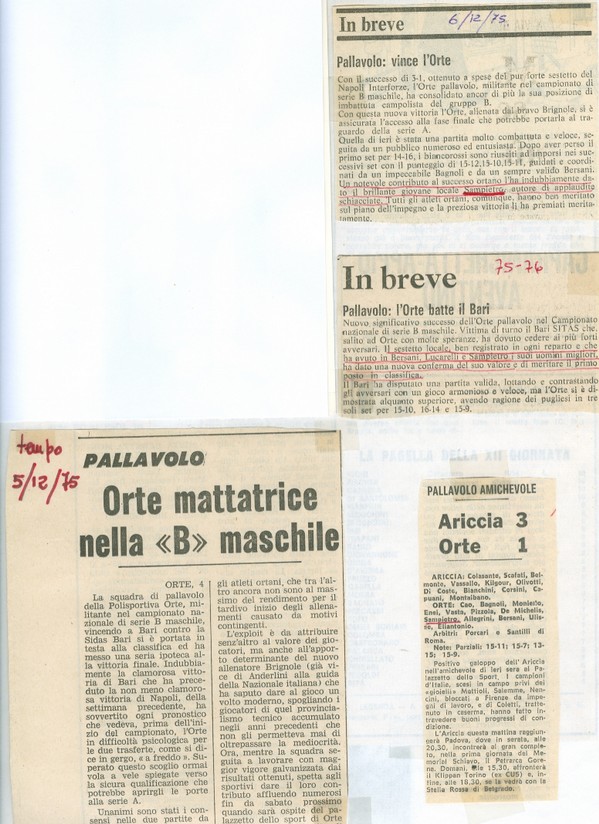 In breve
6/12/75
Pallavolo: vince l'Orte
Con il successo di 3-1, ottenuto a spese del pur forte sestetto del
Napoli Interforze, l'Orte pallavolo, militante nel campionato di
serie B maschile, ha consolidato ancor di più la sua posizione di
imbattuta capolista del gruppo B.
Con questa nuova vittoria l'Orte, allenata dal bravo Brignole, si è
assicurata l'accesso alla fase finale che potrebbe portarla al tra-
guardo della serie A.
Quella di ieri è stata una partita molto combattuta e veloce, se-
guita da un pubblico numeroso ed entusiasta. Dopo aver perso il
primo set per 14-16, i biancorossi sono riusciti ad imporsi nei suc-
cessivi set con il punteggio di 15-12,15-10,15-11, guidati e coordi-
nati da un impeccabile Bagnoli e da un sempre valido Bersani.
Un notevole contributo al successo ortano l'ha indubbiamente da-
to il brillante giovane locale Sampietro, autore di applaudite
schiacciate. Tutti gli atleti ortani, comunque, hanno ben meritato
sul piano dell'impegno e la preziosa vittoria li ha premiati merita-
tamente.
In breve
75-76
Pallavolo: l'Orte batte il Bari
Nuovo significativo successo dell'Orte pallavolo nel Campionato
nazionale di serie B maschile. Vittima di turno il Bari SITAS che,
salito ad Orte con molte speranze, ha dovuto cedere ai più forti
avversari. Il sestetto locale, ben registrato in ogni reparto e che
ha avuto in Bersani, Lucarelli e Sampietro i suoi uomini migliori,
ha dato una nuova conferma del suo valore e di meritare il primo
posto in classifica.
Il Bari ha disputato una partita valida, lottando e contrastando
gli avversari con un gioco armonioso e veloce, ma l'Orte si è di-
mostrata alquanto superiore, avendo ragione dei pugliesi in tre
soli set per 15-10, 16-14 e 15-9.
tempo
5/12/75
PALLAVOLO
Orte mattatrice
nella «B» maschile
ORTE, 4
La squadra di pallavolo
della Polisportiva Orte, mi-
litante nel campionato na-
zionale di serie B maschile,
vincendo a Bari contro la
Sidas Bari si è portata in
testa alla classifica ed ha
messo una seria ipoteca al-
la vittoria finale. Indubbia-
mente la clamorosa vitto-
ria di Bari che ha prece-
duto la non meno clamoro-
sa vittoria di Napoli, della
settimana precedente, ha
sovvertito ogni pronostico
che vedeva, prima dell'ini-
zio del campionato, l'Orte
in difficoltà psicologica per
le due trasferte, come si di-
ce in gergo, « a freddo ». Su-
perato questo scoglio ormai
vola a vele spiegate verso
la sicura qualificazione che
potrebbe aprirgli le porte
alla serie A.
Unanimi stati i con-
sensi nelle due partite da
gli atleti ortani, che tra l'al-
tro ancora non sono al mas-
simo del rendimento per il
tardivo inizio degli allena-
menti causato da motivi
contingenti.
L'exploit è da attribuire
senz'altro al valore dei gio-
catori, ma anche all'appor-
to determinante del nuovo
allenatore Brignole (già vi-
ce di Anderlini alla guida
della Nazionale italiana) che
ha saputo dare al gioco un
volto moderno, spogliando i
giocatori di quel provincia-
lismo tecnico accumulato
negli anni precedenti che
non gli permetteva mai di
oltrepassare la mediocrità.
Ora, mentre la squadra se-
guita a lavorare con mag-
gior vigore galvanizzata dai
risultati ottenuti, spetta agli
sportivi dare il loro contri-
buto affluendo numerosi
fin da sabato prossimo
quando sarà ospite del pa-
lazzetto dello sport di Orte
PALLAVOLO AMICHEVOLE
Ariccia 3
Orte 1
ARICCIA: Colasante, Scafati, Bel-
monte, Vassallo, Kilgour, Olivetti,
Di Costo, Bianchini, Corsini, Ca-
puani, Montalbano.
ORTE: Cao, Bagnoli, Moniello,
Enei, Vasta, Pizzola, De Michelis,
Sampietro, Allegrini, Bersani, Ulis-
se, Eliantonio.
Arbitri: Porcari e Santilli di
Roma.
Note: Parziali 15-11; 15-7; 13-
15; 15-9.
Positivo galoppo dell'Ariccia
nell'amichevole di ieri sera al Pa-
lazzetto dello Sport. I campioni
d'Italia, scesi in campo privi dei
«gioielli» Mattioli, Salemme, Nen-
cini, bloccati a Firenze da impe-
gni di lavoro, e di Coletti, tratte-
nuto in caserma, hanno fatto in-
travedere buoni progressi di con-
dizione.
L'Ariccia questa mattina raggiun-
gerà Padova, dove in serata, alle
20,30, incontrerà al gran comple-
to, nella prima giornata del Me-
morial Schiavo, il Petrarca Gore-
na. Domani, alle 15.30, affronterà
il Klippan Torino (ex CUS) e, in-
fine, alle 18,30, se la vedrà con la
Stella Rossa di Belgrado.